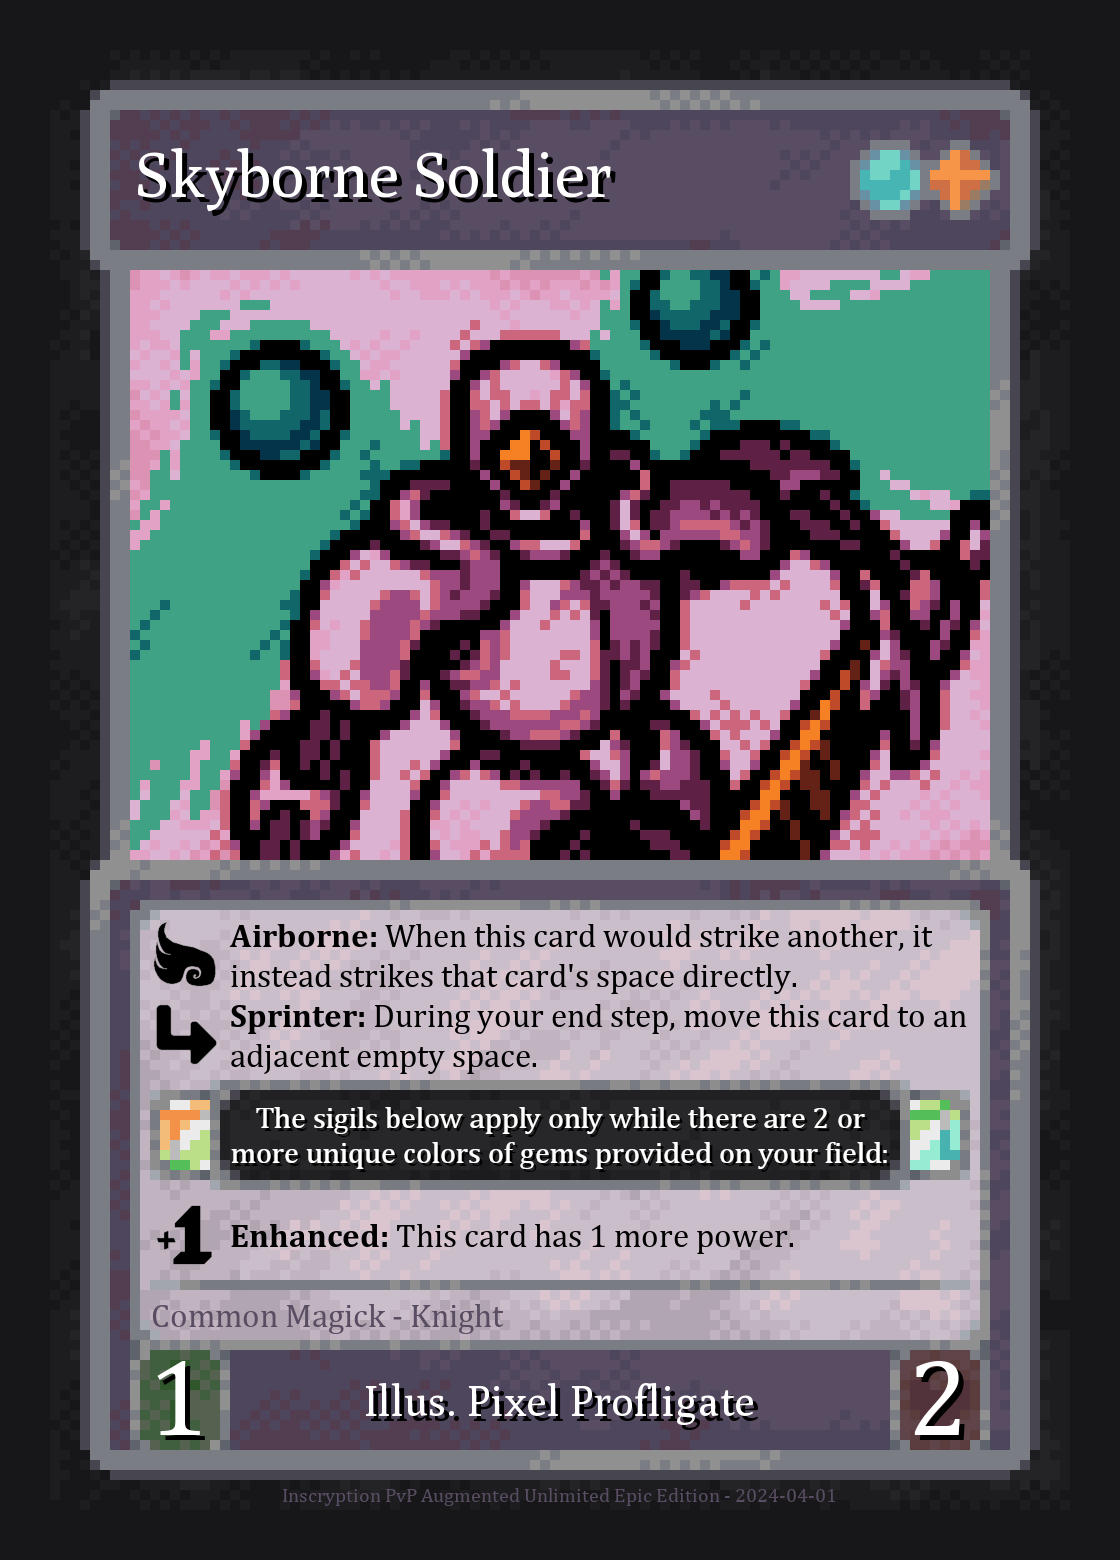 Skyborne Soldier
Airborne: When this card would strike another, it
instead strikes that card's space directly.
Sprinter: During your end step, move this card to an
adjacent empty space.
The sigils below apply only while there are 2 or
more unique colors of gems provided on your field:
+1
Enhanced: This card has 1 more power.
Common Magick - Knight
1
Illus. Pixel Profligate
2
Inscryption PvP Augmented Unlimited Epic Edition - 2024-04-01